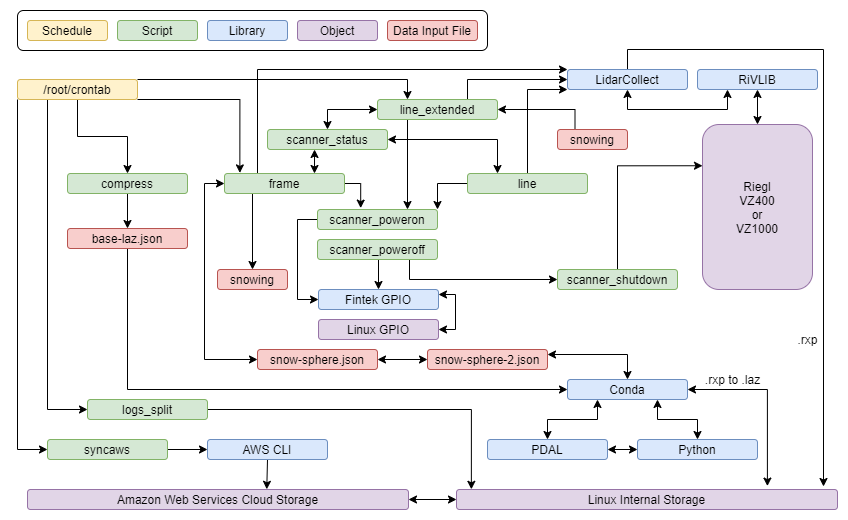 Schedule
Script
Library
Object
Data Input File
/root/crontab
LidarCollect
RiVLIB
line_extended
scanner_status
snowing
compress
frame
line
Riegl
VZ400
or
VZ1000
scanner_poweron
base-laz.json
scanner_poweroff
snowing
scanner_shutdown
Fintek GPIO
Linux GPIO
.rxp
snow-sphere.json
snow-sphere-2.json
.rxp to .laz
Conda
logs_split
syncaws
AWS CLI
PDAL
Python
Amazon Web Services Cloud Storage
Linux Internal Storage